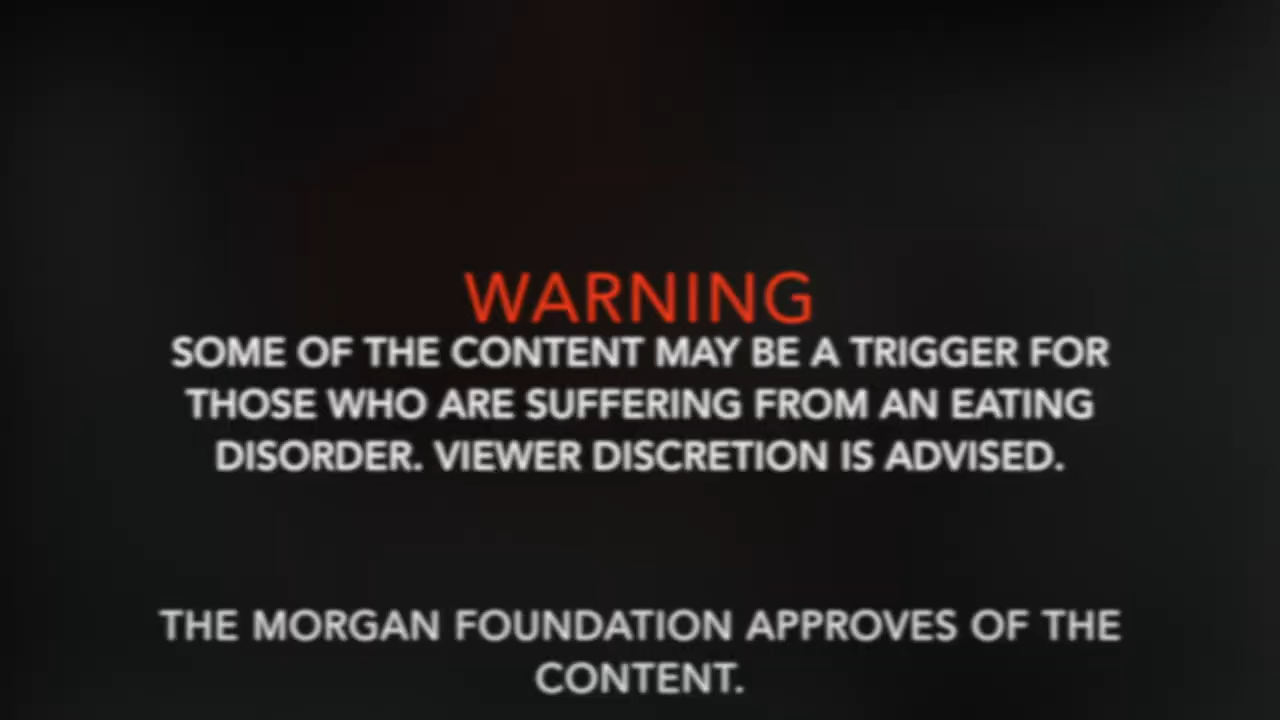 WARNING
SOME OF THE CONTENT MAY BE A TRIGGER FOR
THOSE WHO ARE SUFFERING FROM AN EATING
DISORDER. VIEWER DISCRETION IS ADVISED.
THE MORGAN FOUNDATION APPROVES OF THE
CONTENT.